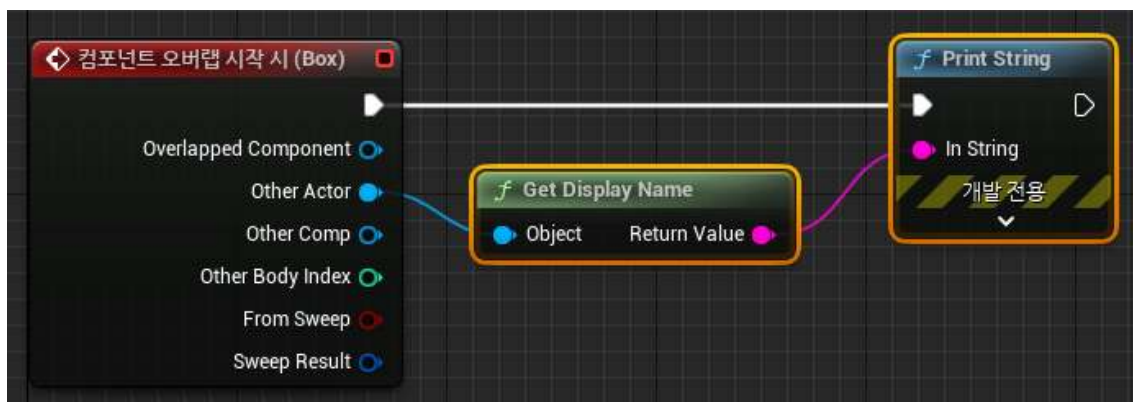 컴포넌트 오버랩 시작 시 (Box)
Overlapped Component
Other Actor
Other Comp
Other Body Index
From Sweep
Sweep Result
f Get Display Name
Object Return Value
f Print String
In String
개발 전용